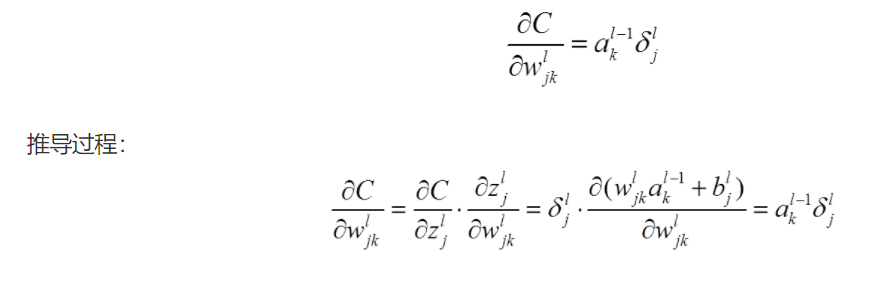 ∂C/∂w^l_{jk} = a^{l-1}_k δ^l_j
推导过程：
∂C/∂w^l_{jk} = ∂C/∂z^l_j · ∂z^l_j/∂w^l_{jk} = δ^l_j · ∂(w^l_{jk} a^{l-1}_k + b^l_j)/∂w^l_{jk} = a^{l-1}_k δ^l_j